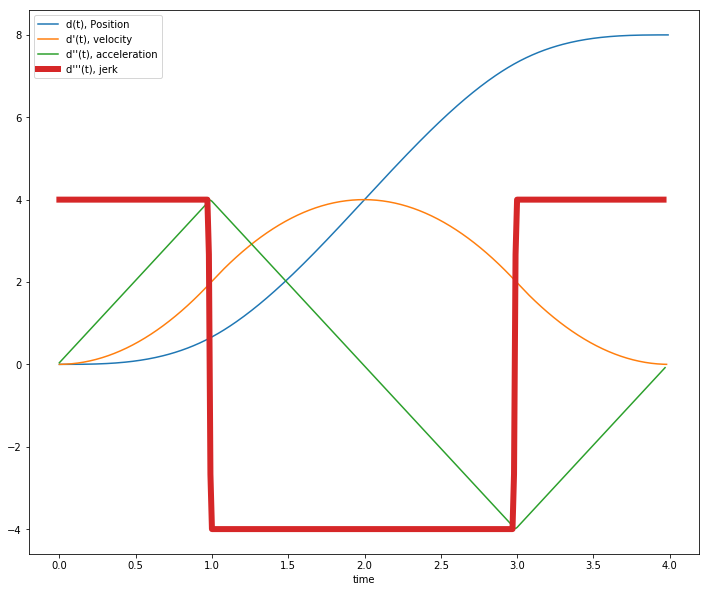 d(t), Position
d'(t), velocity
d''(t), acceleration
d'''(t), jerk
8
6
4
2
0
−2
−4
0.0 0.5 1.0 1.5 2.0 2.5 3.0 3.5 4.0
time